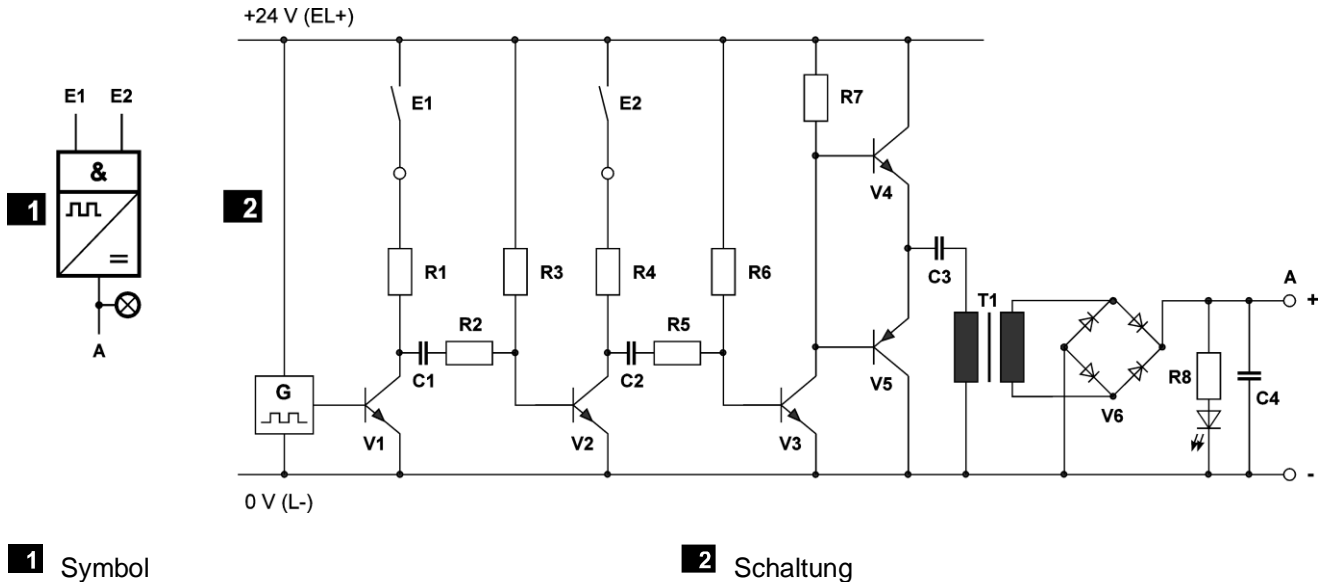 +24 V (EL+)
E1 E2
&
=
A
1
2
E1
E2
R7
V4
R1
R3
R4
R6
C3
T1
A
+
R2
R5
C1
C2
V5
G
R8
C4
V1
V2
V3
V6
-
0 V (L-)
1 Symbol
2 Schaltung